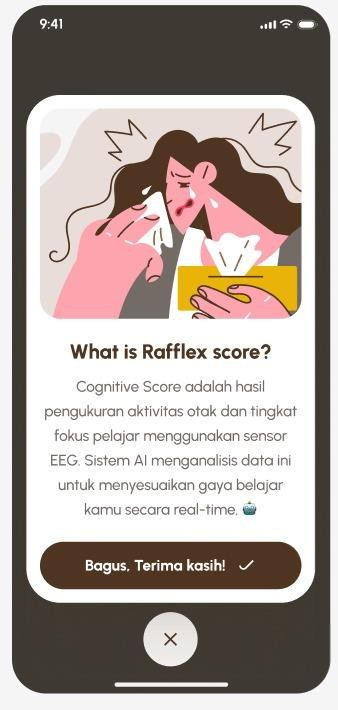 9:41
What is Rafflex score?
Cognitive Score adalah hasil
pengukuran aktivitas otak dan tingkat
fokus pelajar menggunakan sensor
EEG. Sistem AI menganalisis data ini
untuk menyesuaikan gaya belajar
kamu secara real-time. 🤖
Bagus, Terima kasih!